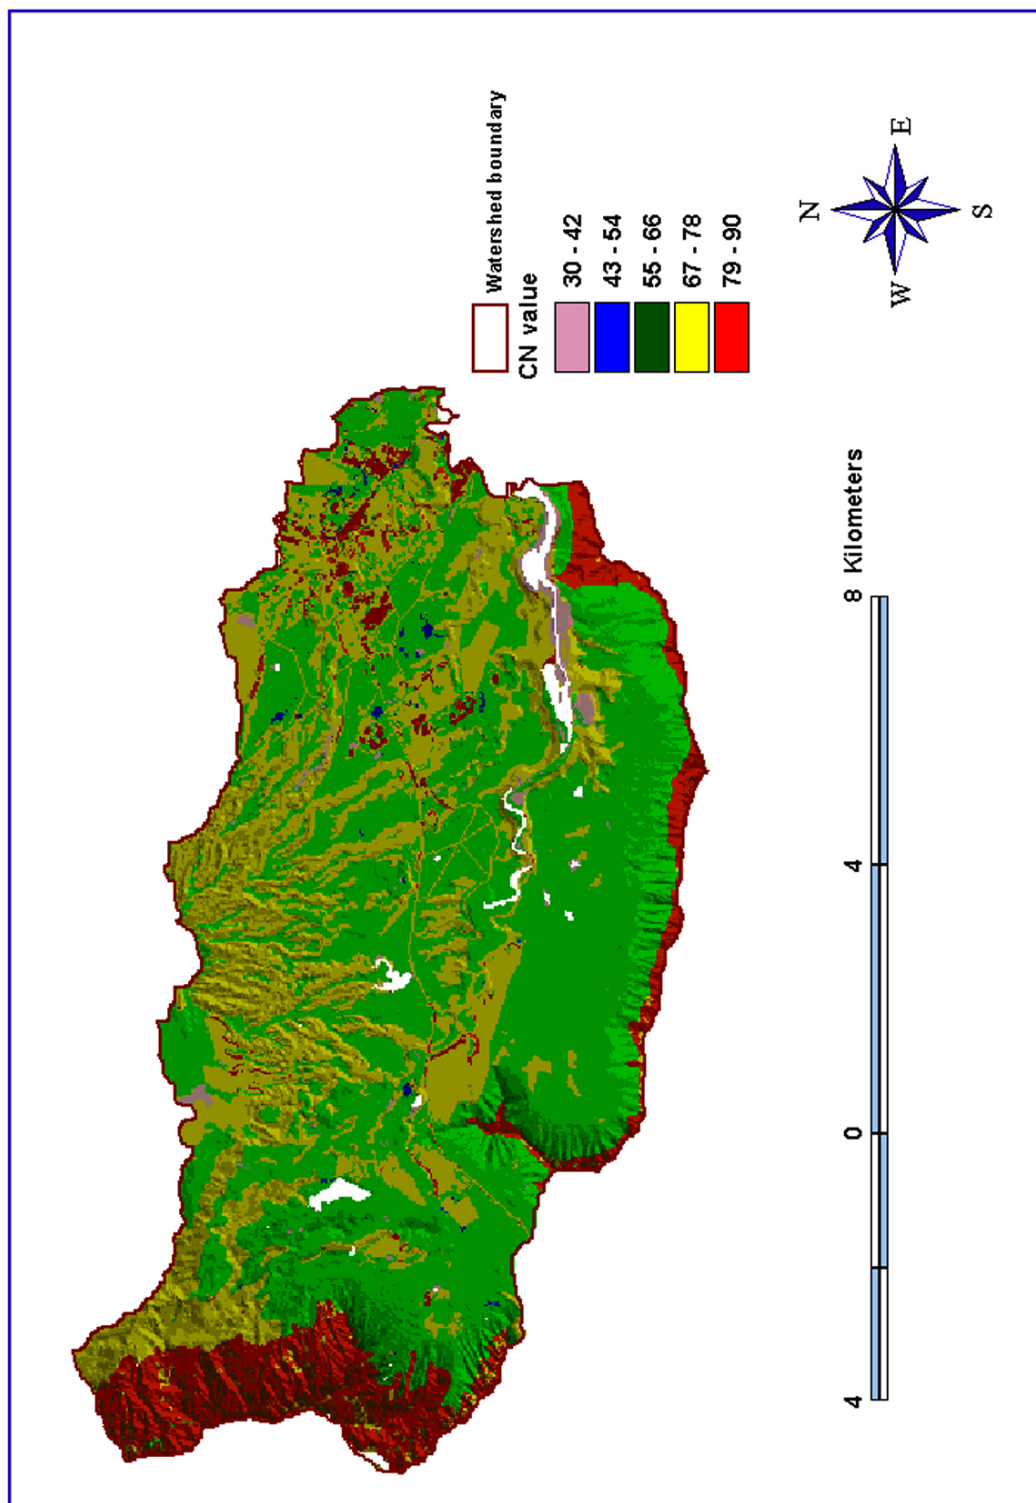 Watershed boundary
CN value
30 - 42
43 - 54
55 - 66
67 - 78
79 - 90
N
E
S
W
4
0
4
8 Kilometers